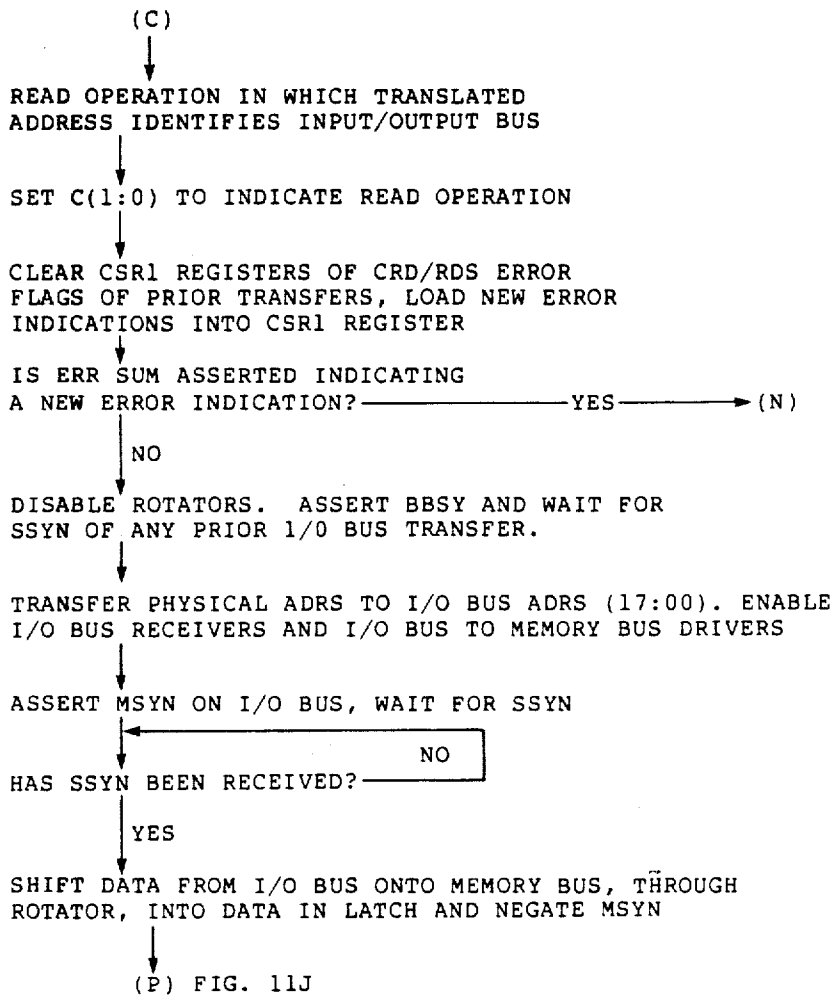 (C)
READ OPERATION IN WHICH TRANSLATED
ADDRESS IDENTIFIES INPUT/OUTPUT BUS
SET C(1:0) TO INDICATE READ OPERATION
CLEAR CSR1 REGISTERS OF CRD/RDS ERROR
FLAGS OF PRIOR TRANSFERS, LOAD NEW ERROR
INDICATIONS INTO CSR1 REGISTER
IS ERR SUM ASSERTED INDICATING
A NEW ERROR INDICATION? YES (N)
NO
DISABLE ROTATORS. ASSERT BBSY AND WAIT FOR
SSYN OF ANY PRIOR 1/0 BUS TRANSFER.
TRANSFER PHYSICAL ADRS TO I/O BUS ADRS (17:00). ENABLE
I/O BUS RECEIVERS AND I/O BUS TO MEMORY BUS DRIVERS
ASSERT MSYN ON I/O BUS, WAIT FOR SSYN
NO
HAS SSYN BEEN RECEIVED?
YES
SHIFT DATA FROM I/O BUS ONTO MEMORY BUS, THROUGH
ROTATOR, INTO DATA IN LATCH AND NEGATE MSYN
(P) FIG. 11J